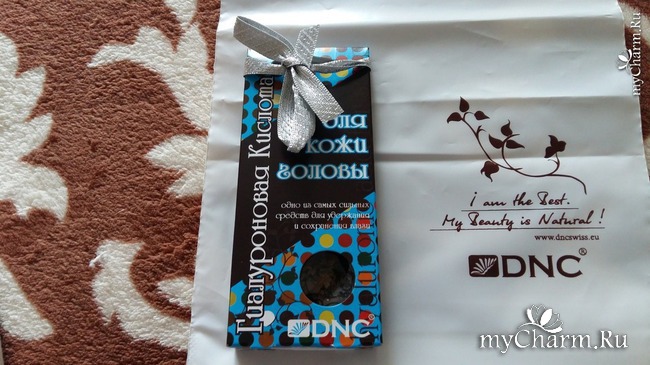 Гиалуроновая Кислота
для
кожи
головы
одно из самых сильных
средств для удержания
и сохранения влаги
DNC®
I am the Best.
My Beauty is Natural!
www.dncswiss.eu
DNC®
myCharm.Ru
myCharm.Ru